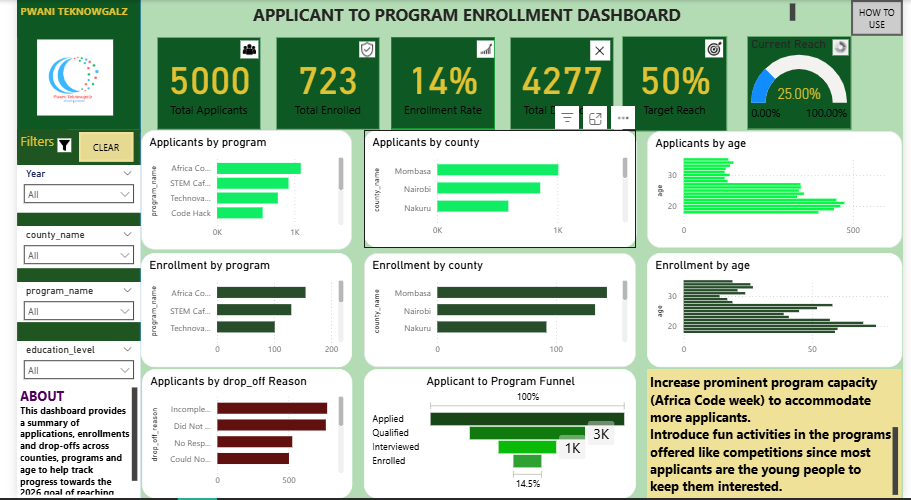 PWANI TEKNOWGALZ
APPLICANT TO PROGRAM ENROLLMENT DASHBOARD
HOW TO
USE
Pwani Teknowgalz
5000
Total Applicants
723
Total Enrolled
14%
Enrollment Rate
4277
50%
Target Reach
Current Reach
25.00%
0.00%
100.00%
Filters
CLEAR
Year
All
county_name
All
program_name
All
education_level
All
ABOUT
This dashboard provides
a summary of
applications, enrollments
and drop-offs across
counties, programs and
age to help track
progress towards the
2026 goal of reaching
Applicants by program
program_name
Africa Co...
STEM Caf...
Technova...
Code Hack
0K
1K
Applicants by county
county_name
Mombasa
Nairobi
Nakuru
0K
1K
Applicants by age
age
30
20
0
500
Enrollment by program
program_name
Africa Co...
STEM Caf...
Technova...
0
100
200
Enrollment by county
county_name
Mombasa
Nairobi
Nakuru
0
100
Enrollment by age
age
30
20
0
50
Applicants by drop_off Reason
drop_off_reason
Incomple...
Did Not ...
No Resp...
Could No...
0
500
Applicant to Program Funnel
100%
Applied
Qualified
3K
Interviewed
1K
Enrolled
14.5%
Increase prominent program capacity
(Africa Code week) to accommodate
more applicants.
Introduce fun activities in the programs
offered like competitions since most
applicants are the young people to
keep them interested.